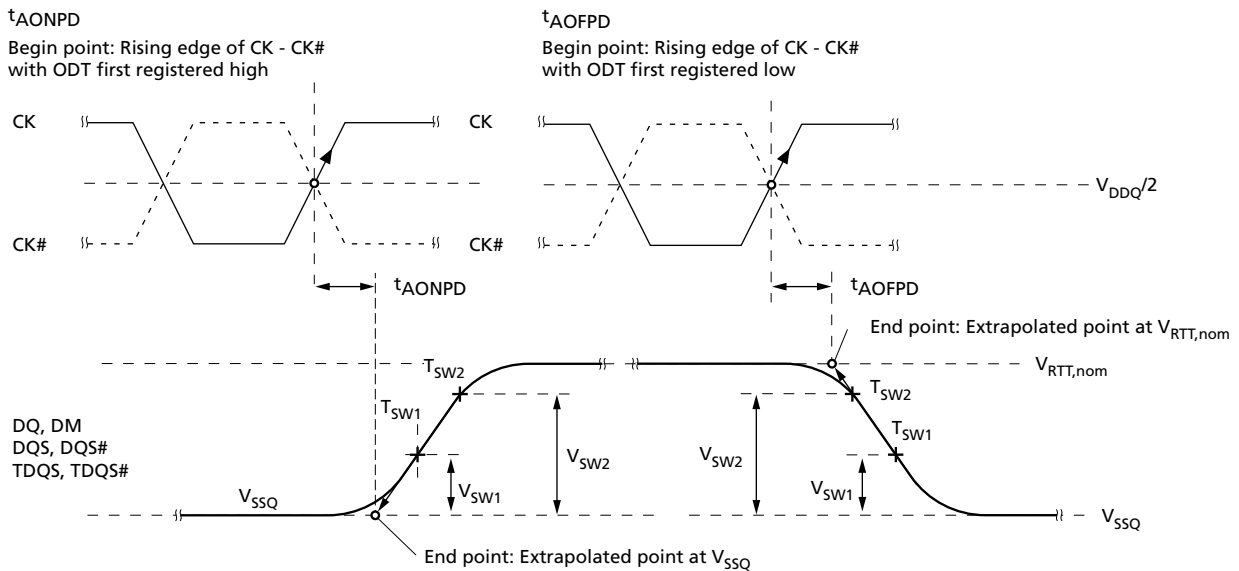 tAONPD
Begin point: Rising edge of CK - CK#
with ODT first registered high
tAOFPD
Begin point: Rising edge of CK - CK#
with ODT first registered low
CK
CK
VDDQ/2
CK#
CK#
tAONPD
tAOFPD
End point: Extrapolated point at VRTT,nom
TSW2
VRTT,nom
TSW2
TSW1
TSW1
DQ, DM
DQS, DQS#
TDQS, TDQS#
VSW2
VSW2
VSW1
VSW1
VSSQ
VSSQ
End point: Extrapolated point at VSSQ